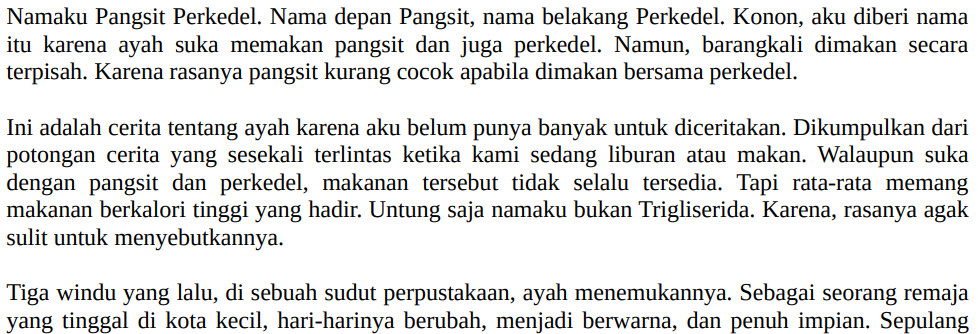 Namaku Pangsit Perkedel. Nama depan Pangsit, nama belakang Perkedel. Konon, aku diberi nama
itu karena ayah suka memakan pangsit dan juga perkedel. Namun, barangkali dimakan secara
terpisah. Karena rasanya pangsit kurang cocok apabila dimakan bersama perkedel.

Ini adalah cerita tentang ayah karena aku belum punya banyak untuk diceritakan. Dikumpulkan dari
potongan cerita yang sesekali terlintas ketika kami sedang liburan atau makan. Walaupun suka
dengan pangsit dan perkedel, makanan tersebut tidak selalu tersedia. Tapi rata-rata memang
makanan berkalori tinggi yang hadir. Untung saja namaku bukan Trigliserida. Karena, rasanya agak
sulit untuk menyebutkannya.

Tiga windu yang lalu, di sebuah sudut perpustakaan, ayah menemukannya. Sebagai seorang remaja
yang tinggal di kota kecil, hari-harinya berubah, menjadi berwarna, dan penuh impian. Sepulang